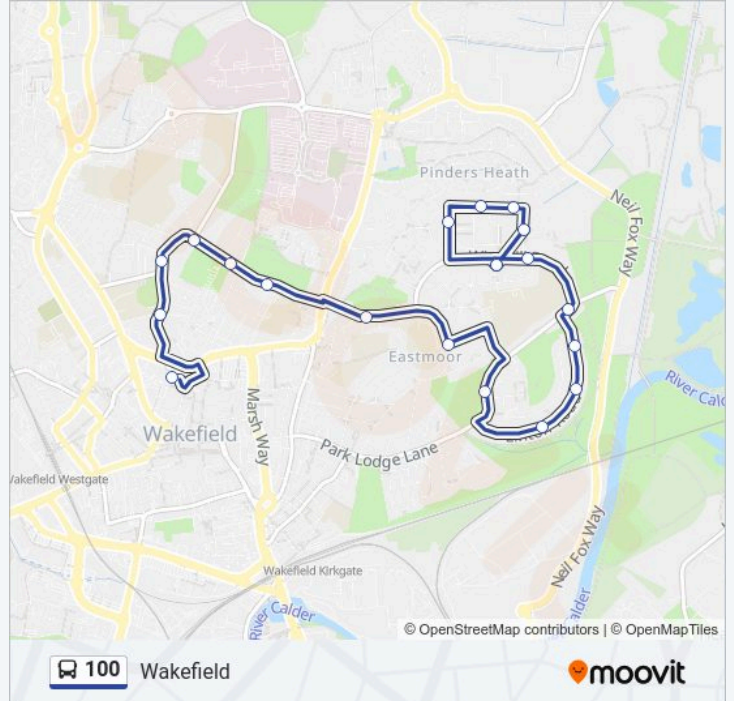 Pinders Heath
Neil Fox Way
Eastmoor
River Cal
Marsh Way
Wakefield
Park Lodge Lane
Wakefield Westgate
Neil Fox Way
Wakefield Kirkgate
River Calder
Calder
© OpenStreetMap contributors | © OpenMapTiles
100 Wakefield
moovit